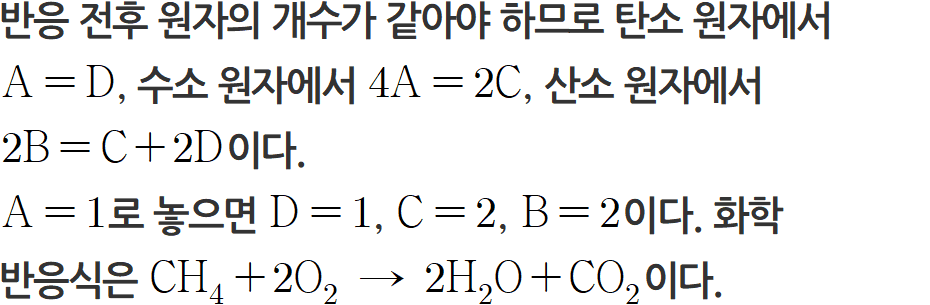 반응 전후 원자의 개수가 같아야 하므로 탄소 원자에서
A = D, 수소 원자에서 4A = 2C, 산소 원자에서
2B = C + 2D이다.
A = 1로 놓으면 D = 1, C = 2, B = 2이다. 화학
반응식은 CH₄ + 2O₂ → 2H₂O + CO₂이다.